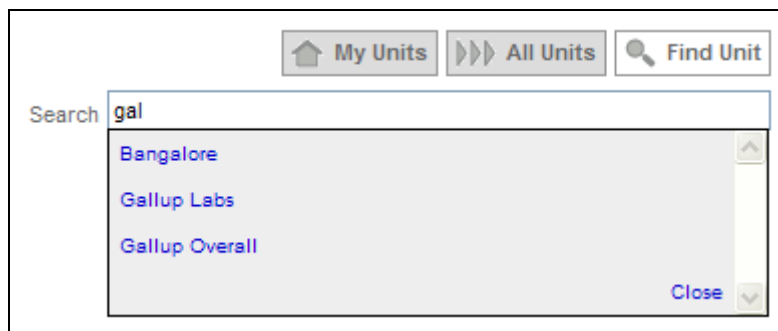 My Units All Units Find Unit
Search gal
Bangalore
Gallup Labs
Gallup Overall
Close